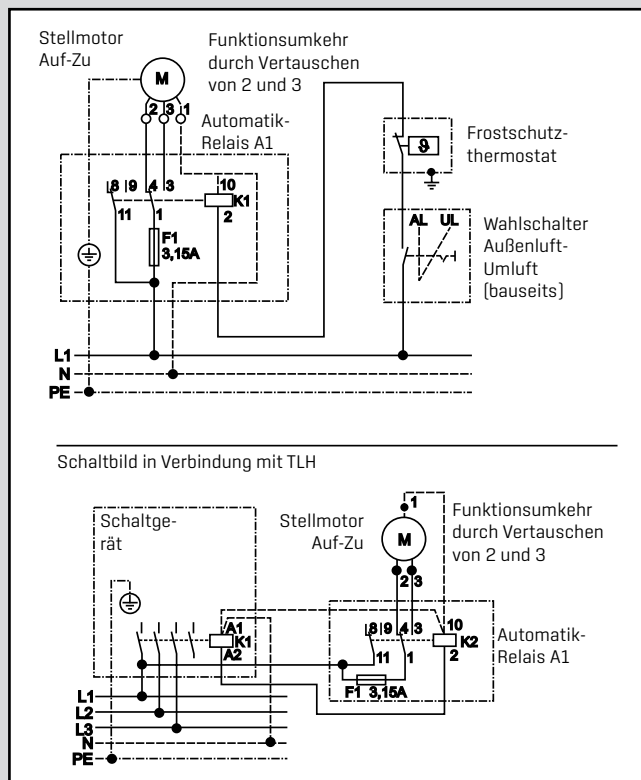 Stellmotor
Auf-Zu
Funktionsumkehr
durch Vertauschen
von 2 und 3
M
2 3 1
Automatik-
Relais A1
8 9 4 3
10
K1
11 1 2
F1
3,15A
ϑ
Frostschutz-
thermostat
AL UL
Wahlschalter
Außenluft-
Umluft
(bauseits)
L1
N
PE
Schaltbild in Verbindung mit TLH
Schaltge-
rät
Stellmotor
Auf-Zu
1
M
2 3
Funktionsumkehr
durch Vertauschen
von 2 und 3
A1
K1
A2
8 9 4 3
10
K2
11 1 2
F1 3,15A
Automatik-
Relais A1
L1
L2
L3
N
PE